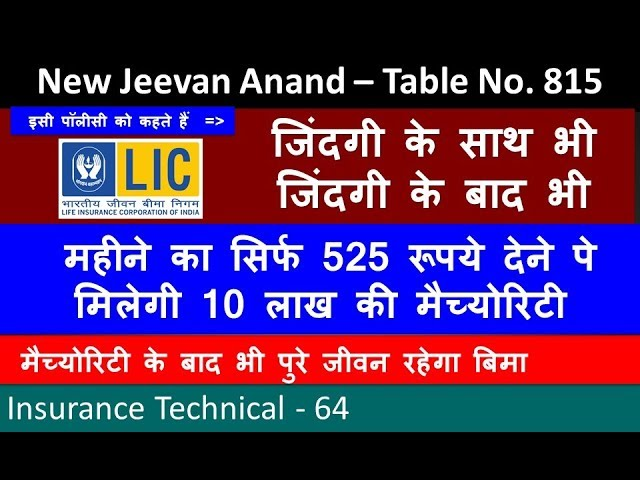 New Jeevan Anand – Table No. 815
इसी पॉलीसी को कहते हैं =>
LIC
भारतीय जीवन बीमा निगम
LIFE INSURANCE CORPORATION OF INDIA
जिंदगी के साथ भी
जिंदगी के बाद भी
महीने का सिर्फ 525 रूपये देने पे
मिलेगी 10 लाख की मैच्योरिटी
मैच्योरिटी के बाद भी पुरे जीवन रहेगा बिमा
Insurance Technical - 64